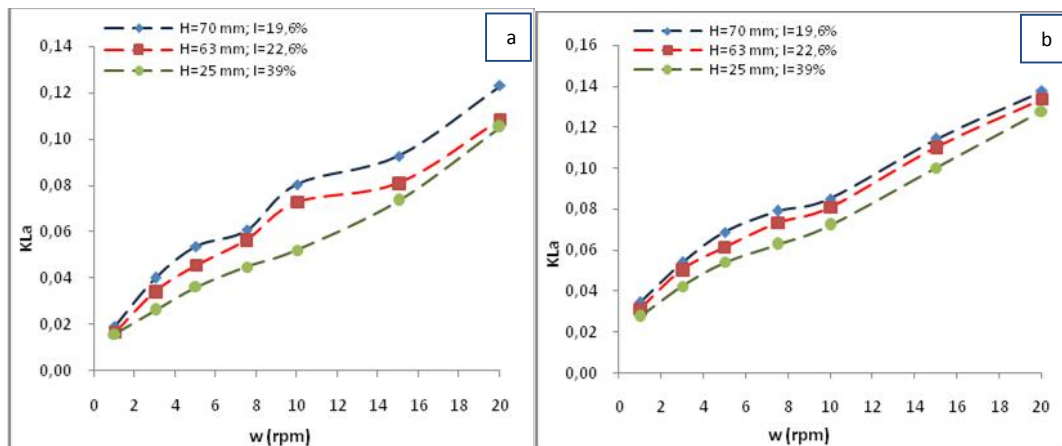 a
H=70 mm; I=19,6%
H=63 mm; I=22,6%
H=25 mm; I=39%
0,14
0,12
0,10
0,08
0,06
0,04
0,02
0,00
KLa
0 2 4 6 8 10 12 14 16 18 20
w (rpm)
b
H=70 mm; I=19,6%
H=63 mm; I=22,6%
H=25 mm; I=39%
0,16
0,14
0,12
0,10
0,08
0,06
0,04
0,02
0,00
KLa
0 2 4 6 8 10 12 14 16 18 20
w (rpm)